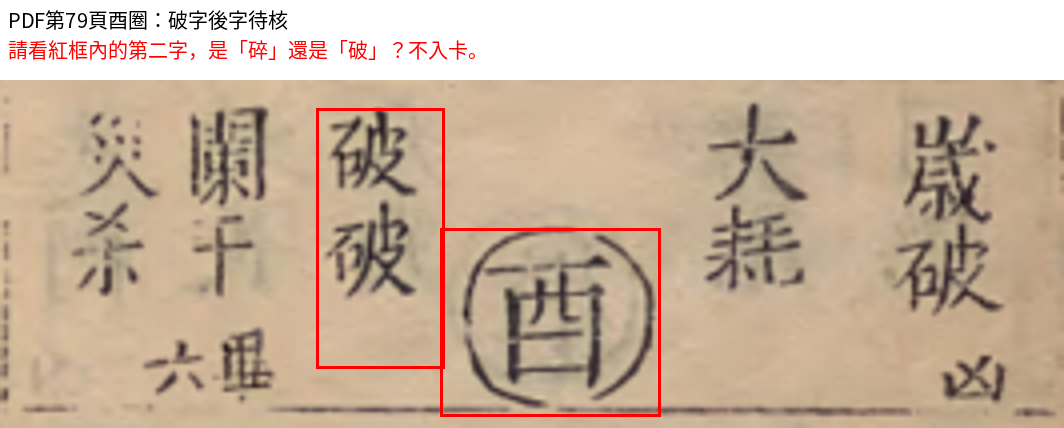 PDF第79頁酉圈：破字後字待核
請看紅框內的第二字，是「碎」還是「破」？不入卡。
歲破
凶
大耗
酉
破破
闌干
災杀
六